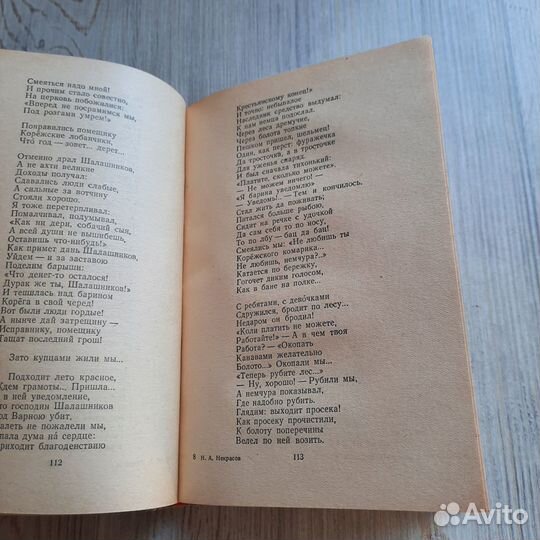 Смеяться надо мной!
И прочим стало совестно,
На церковь побожилися:
«Вперед не посрамимся мы,
Под розгами умрем!»
Понравились помещику
Корёжские лобанчики,
Что́ год — зовет... дерет...
Отменно драл Шалашников,
А не ахти великие
Доходы получал:
Сдавались люди слабые,
А сильные за вотчину
Стояли хорошо.
Я тоже перетерпливал:
Помалчивал, подумывал,
«Как ни дери, собачий сын,
А всей души не вышибешь,
Оставишь что-нибудь!»
Как примет дань Шалашников,
Уйдем — и за заставою
Поделим барыши:
«Что денег-то осталося!
Дурак же ты, Шалашников!»
И тешилась над барином
Корёга в свой черед!
Вот были люди гордые!
А нынче дай затрещину —
Исправнику, помещику
Тащат последний грош!
Зато купцами жили мы...
Подходит лето красное,
Ждем грамоты... Пришла...
в ней уведомление,
то господин Шалашников
од Варною убит,
алеть не пожалели мы,
пала дума на сердце:
риходит благоденствию
112
Крестьянскому конец!»
И точно: небывалое
Наследник средство выдумал:
К нам немца подослал.
Через леса дремучие,
Через болота топкие
Пешком пришел, шельмец!
Один, как перст: фуражечка
Да тросточка, а в тросточке
Для уженья снаряд.
И был сначала тихонький:
«Платите, сколько можете».
— Не можем ничего! —
«Я барина уведомлю»
— Уведомь!.. — Тем и кончилось.
Стал жить да поживать;
Питался больше рыбою,
Сидит на речке с удочкой
Да сам себя то по носу,
То по лбу — бац да бац!
Смеялись мы: «Не любишь ты
Корёжского комарика...
Не любишь, немчура?..»
Катается по бережку,
Гогочет диким голосом,
Как в бане на полке...
С ребятами, с дево́чками
Сдружился, бродит по лесу...
Недаром он бродил!
«Коли платить не можете,
Работайте!» — А в чем твоя
Работа? — «Окопать
Канавами желательно
Болото...» Окопали мы...
«Теперь рубите лес...»
— Ну, хорошо! — Рубили мы,
А немчура показывал,
Где надобно рубить.
Глядим: выходит просека!
Как просеку прочистили,
К болоту поперечины
Велел по ней возить.
8 Н. А. Некрасов
113
Avito